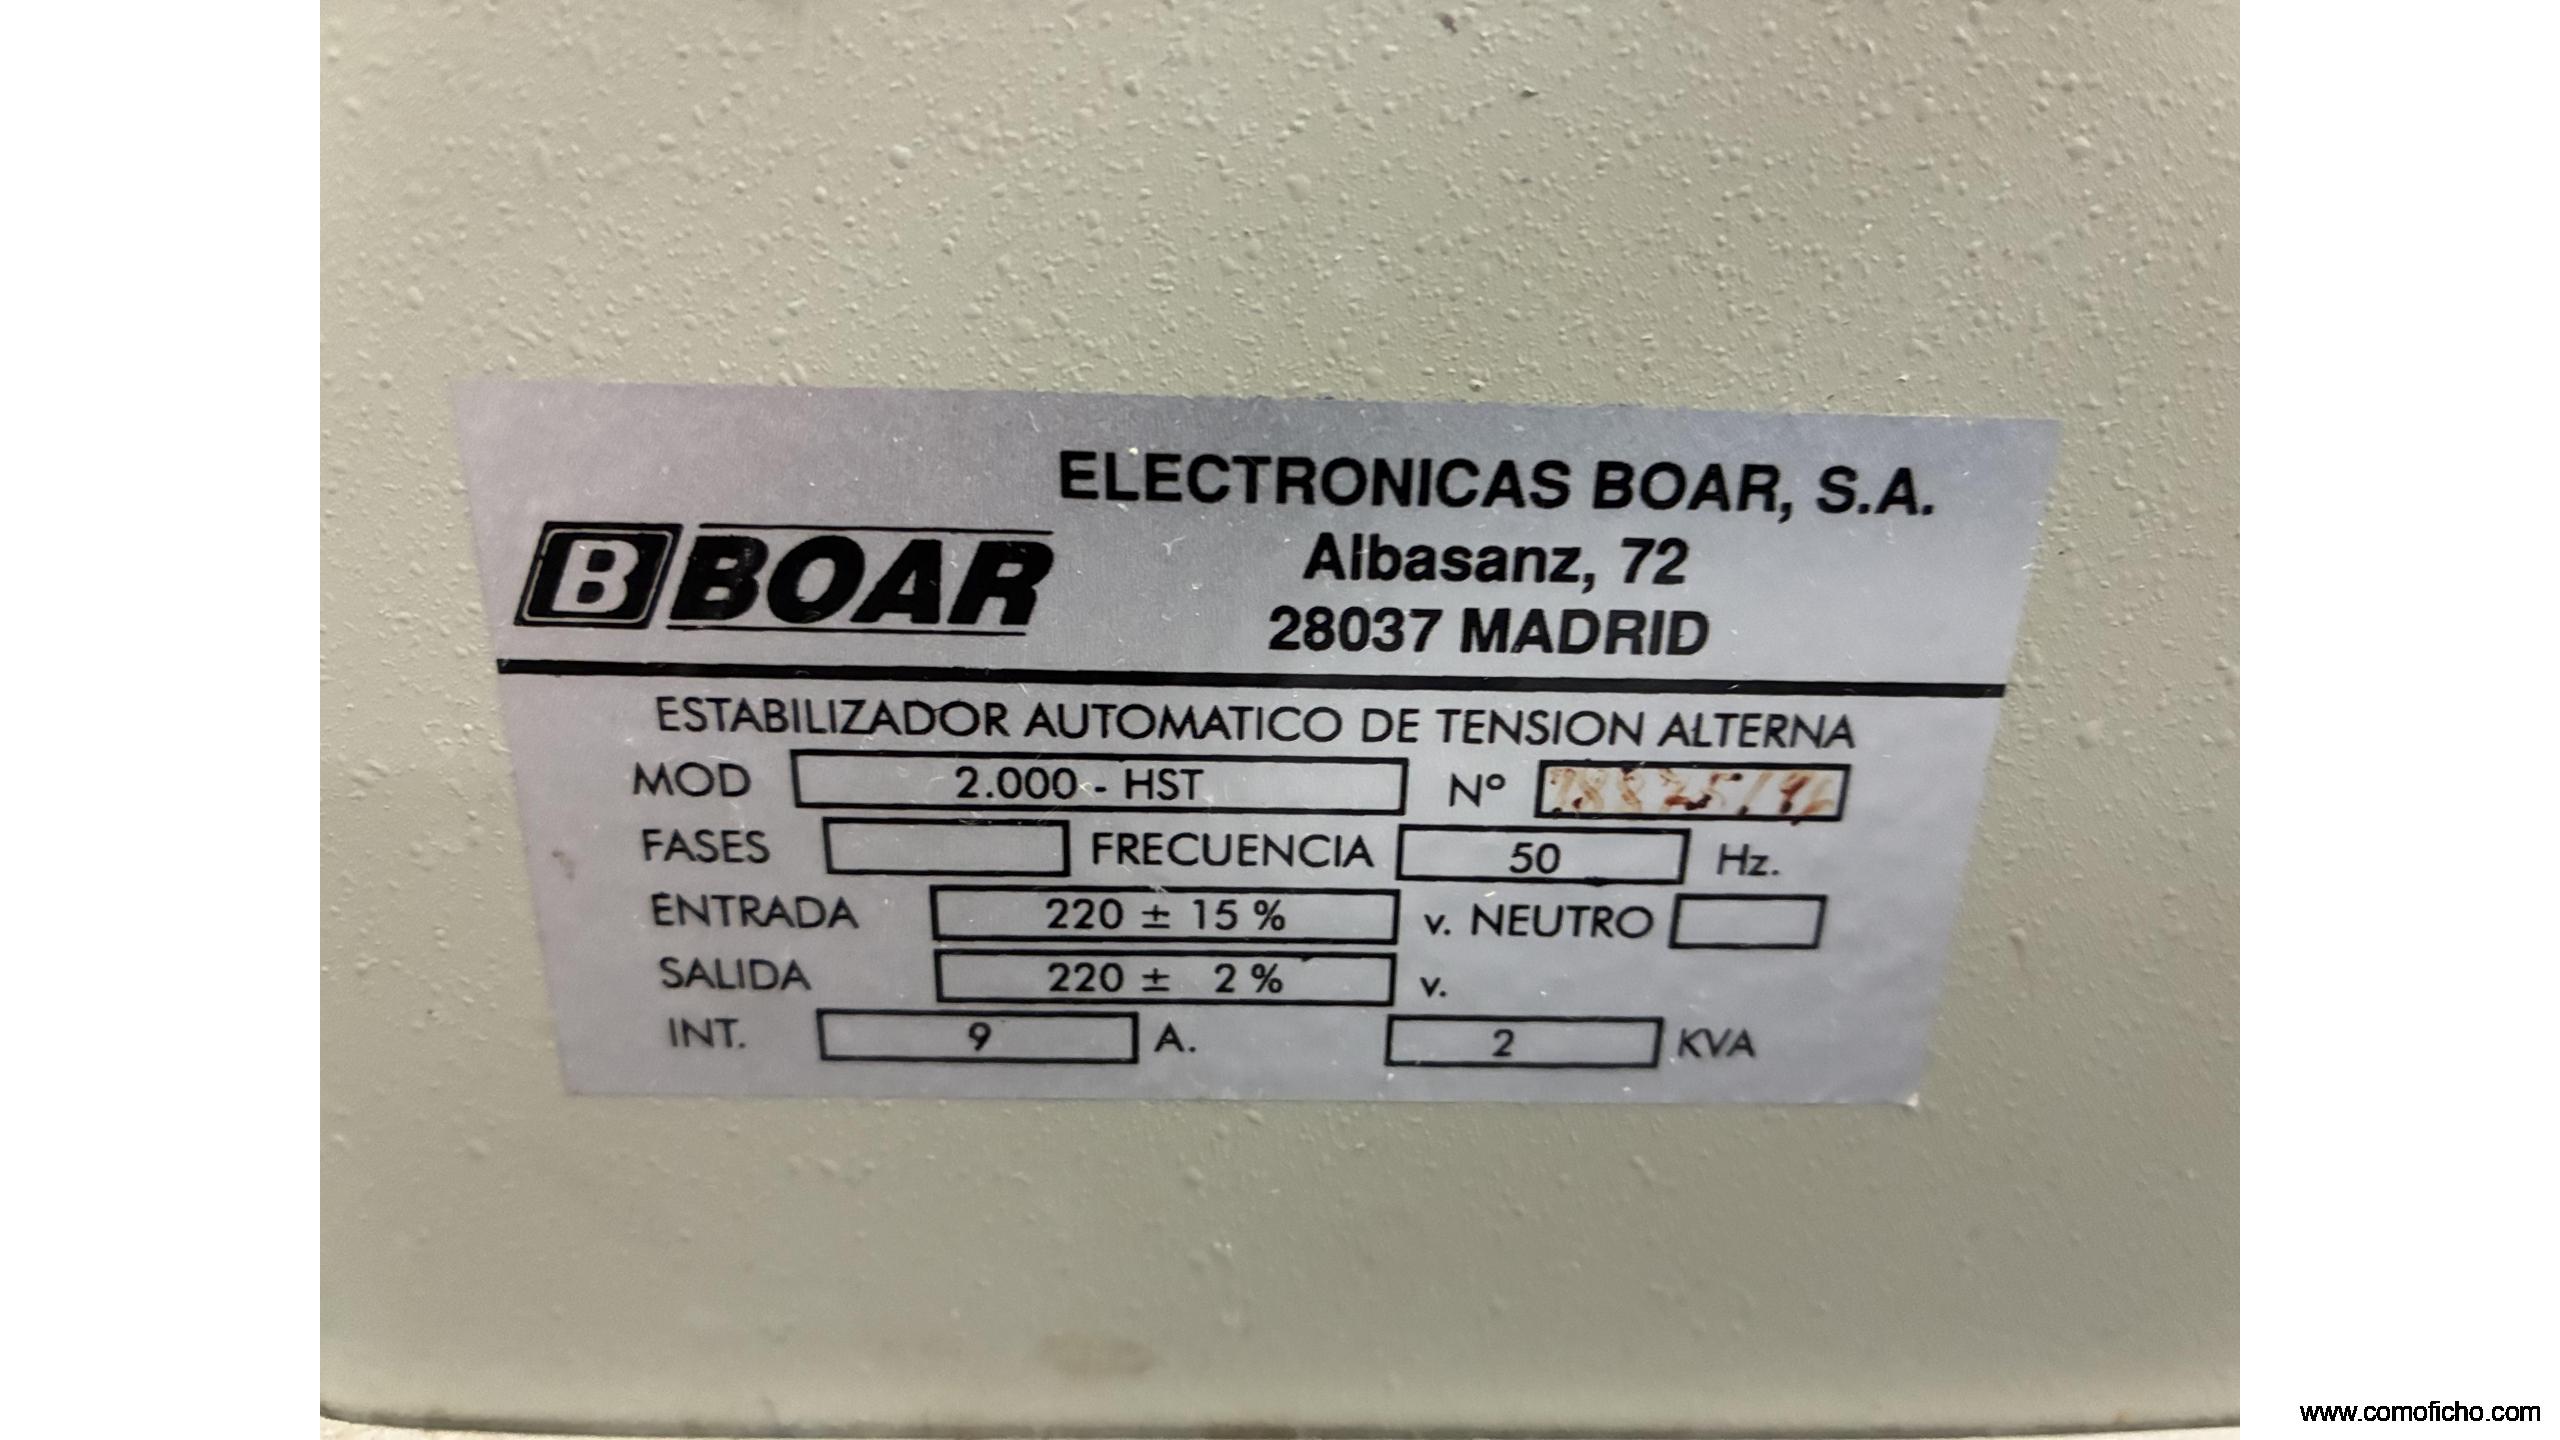 ELECTRONICAS BOAR, S.A.
B BOAR
Albasanz, 72
28037 MADRID
ESTABILIZADOR AUTOMATICO DE TENSION ALTERNA
MOD 2.000 - HST Nº
FASES FRECUENCIA 50 Hz.
ENTRADA 220 ± 15 % v. NEUTRO
SALIDA 220 ± 2 % v.
INT. 9 A. 2 KVA
www.comoficho.com